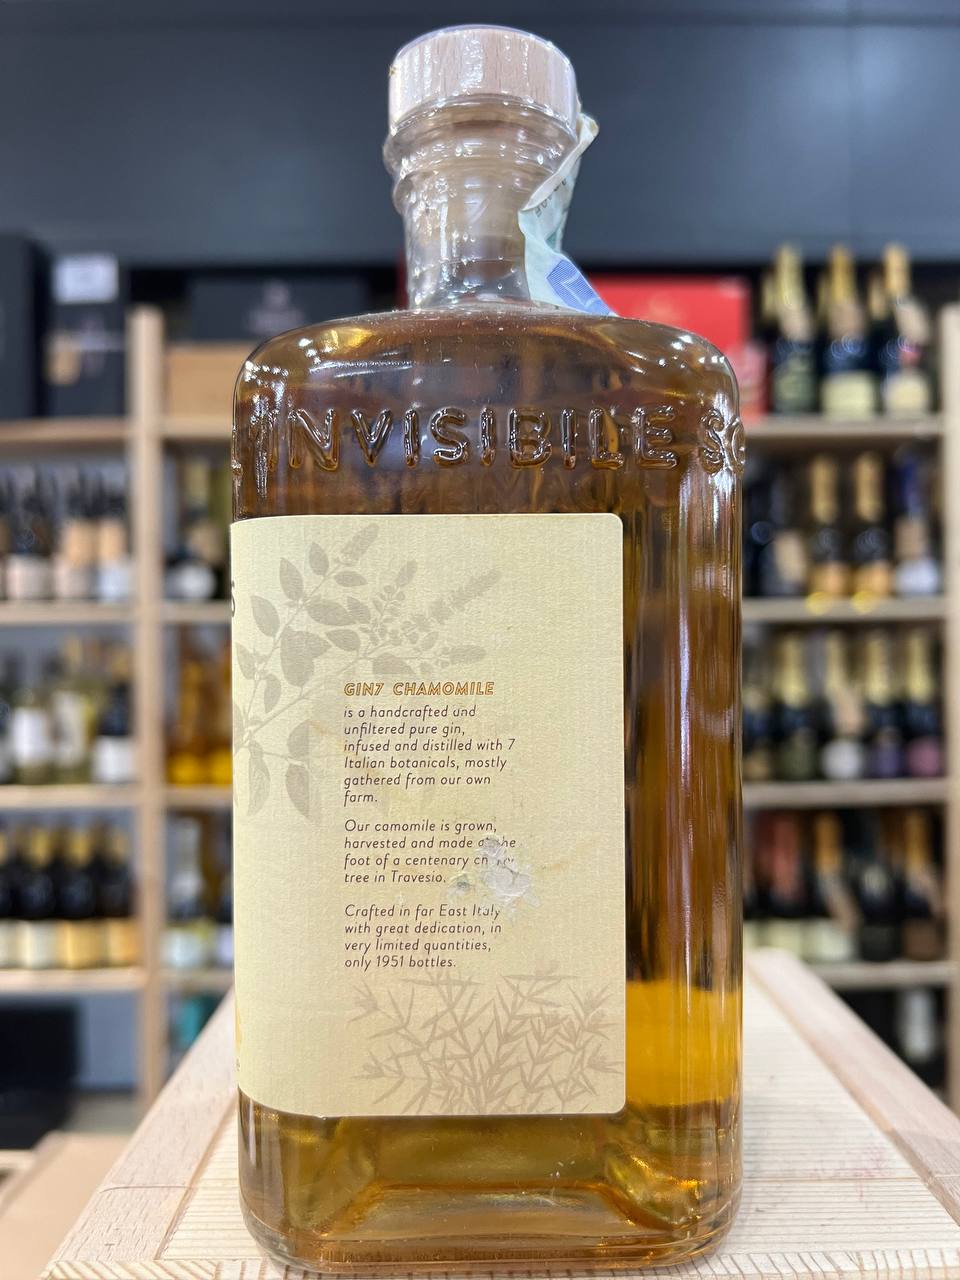 INVISIBILE
GIN7 CHAMOMILE
is a handcrafted und
unfiltered pure gin,
infused and distilled with 7
Italian botanicals, mostly
gathered from our own
farm.
Our camomile is grown,
harvested and made at the
foot of a centenary
tree in Travesio.
Crafted in far East Italy
with great dedication, in
very limited quantities,
only 1951 bottles.